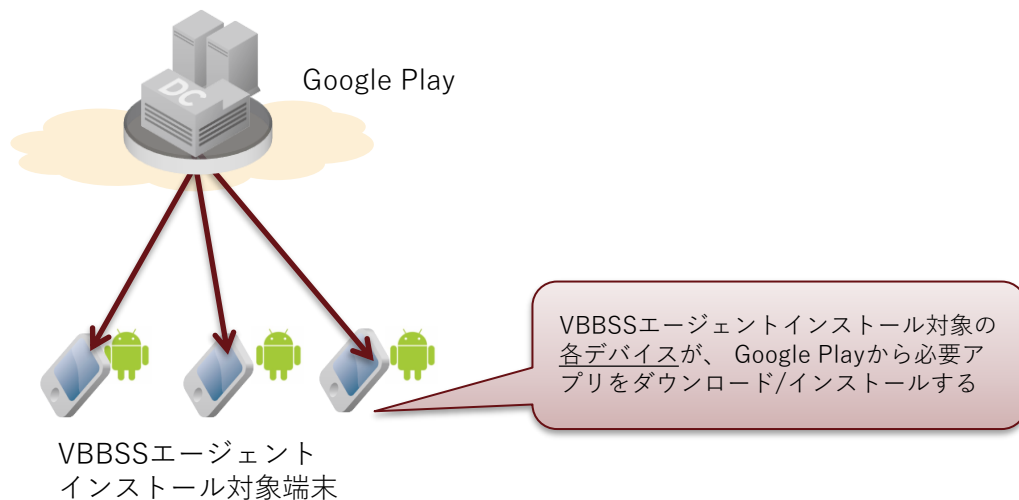 DC
Google Play
VBBSSエージェントインストール対象の
各デバイスが、 Google Playから必要ア
プリをダウンロード/インストールする
VBBSSエージェント
インストール対象端末